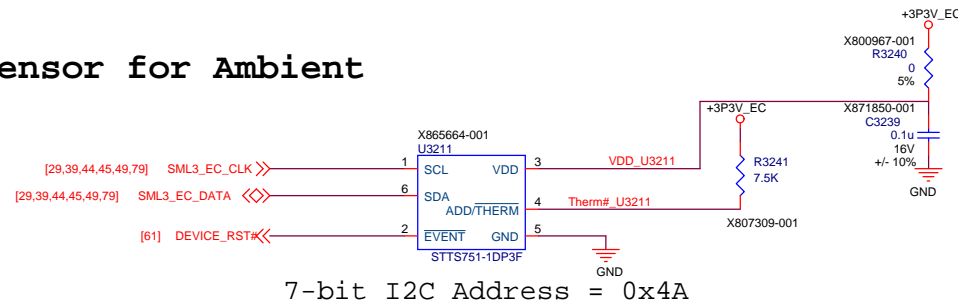 ensor for Ambient
+3P3V_EC
X800967-001
R3240
0
5%
+3P3V_EC
X871850-001
C3239
0.1u
16V
+/- 10%
GND
X865664-001
U3211
[29,39,44,45,49,79] SML3_EC_CLK
1 SCL VDD 3
VDD_U3211
R3241
7.5K
[29,39,44,45,49,79] SML3_EC_DATA
6 SDA
ADD/THERM 4
Therm#_U3211
X807309-001
[61] DEVICE_RST#
2 EVENT GND 5
STTS751-1DP3F
GND
7-bit I2C Address = 0x4A